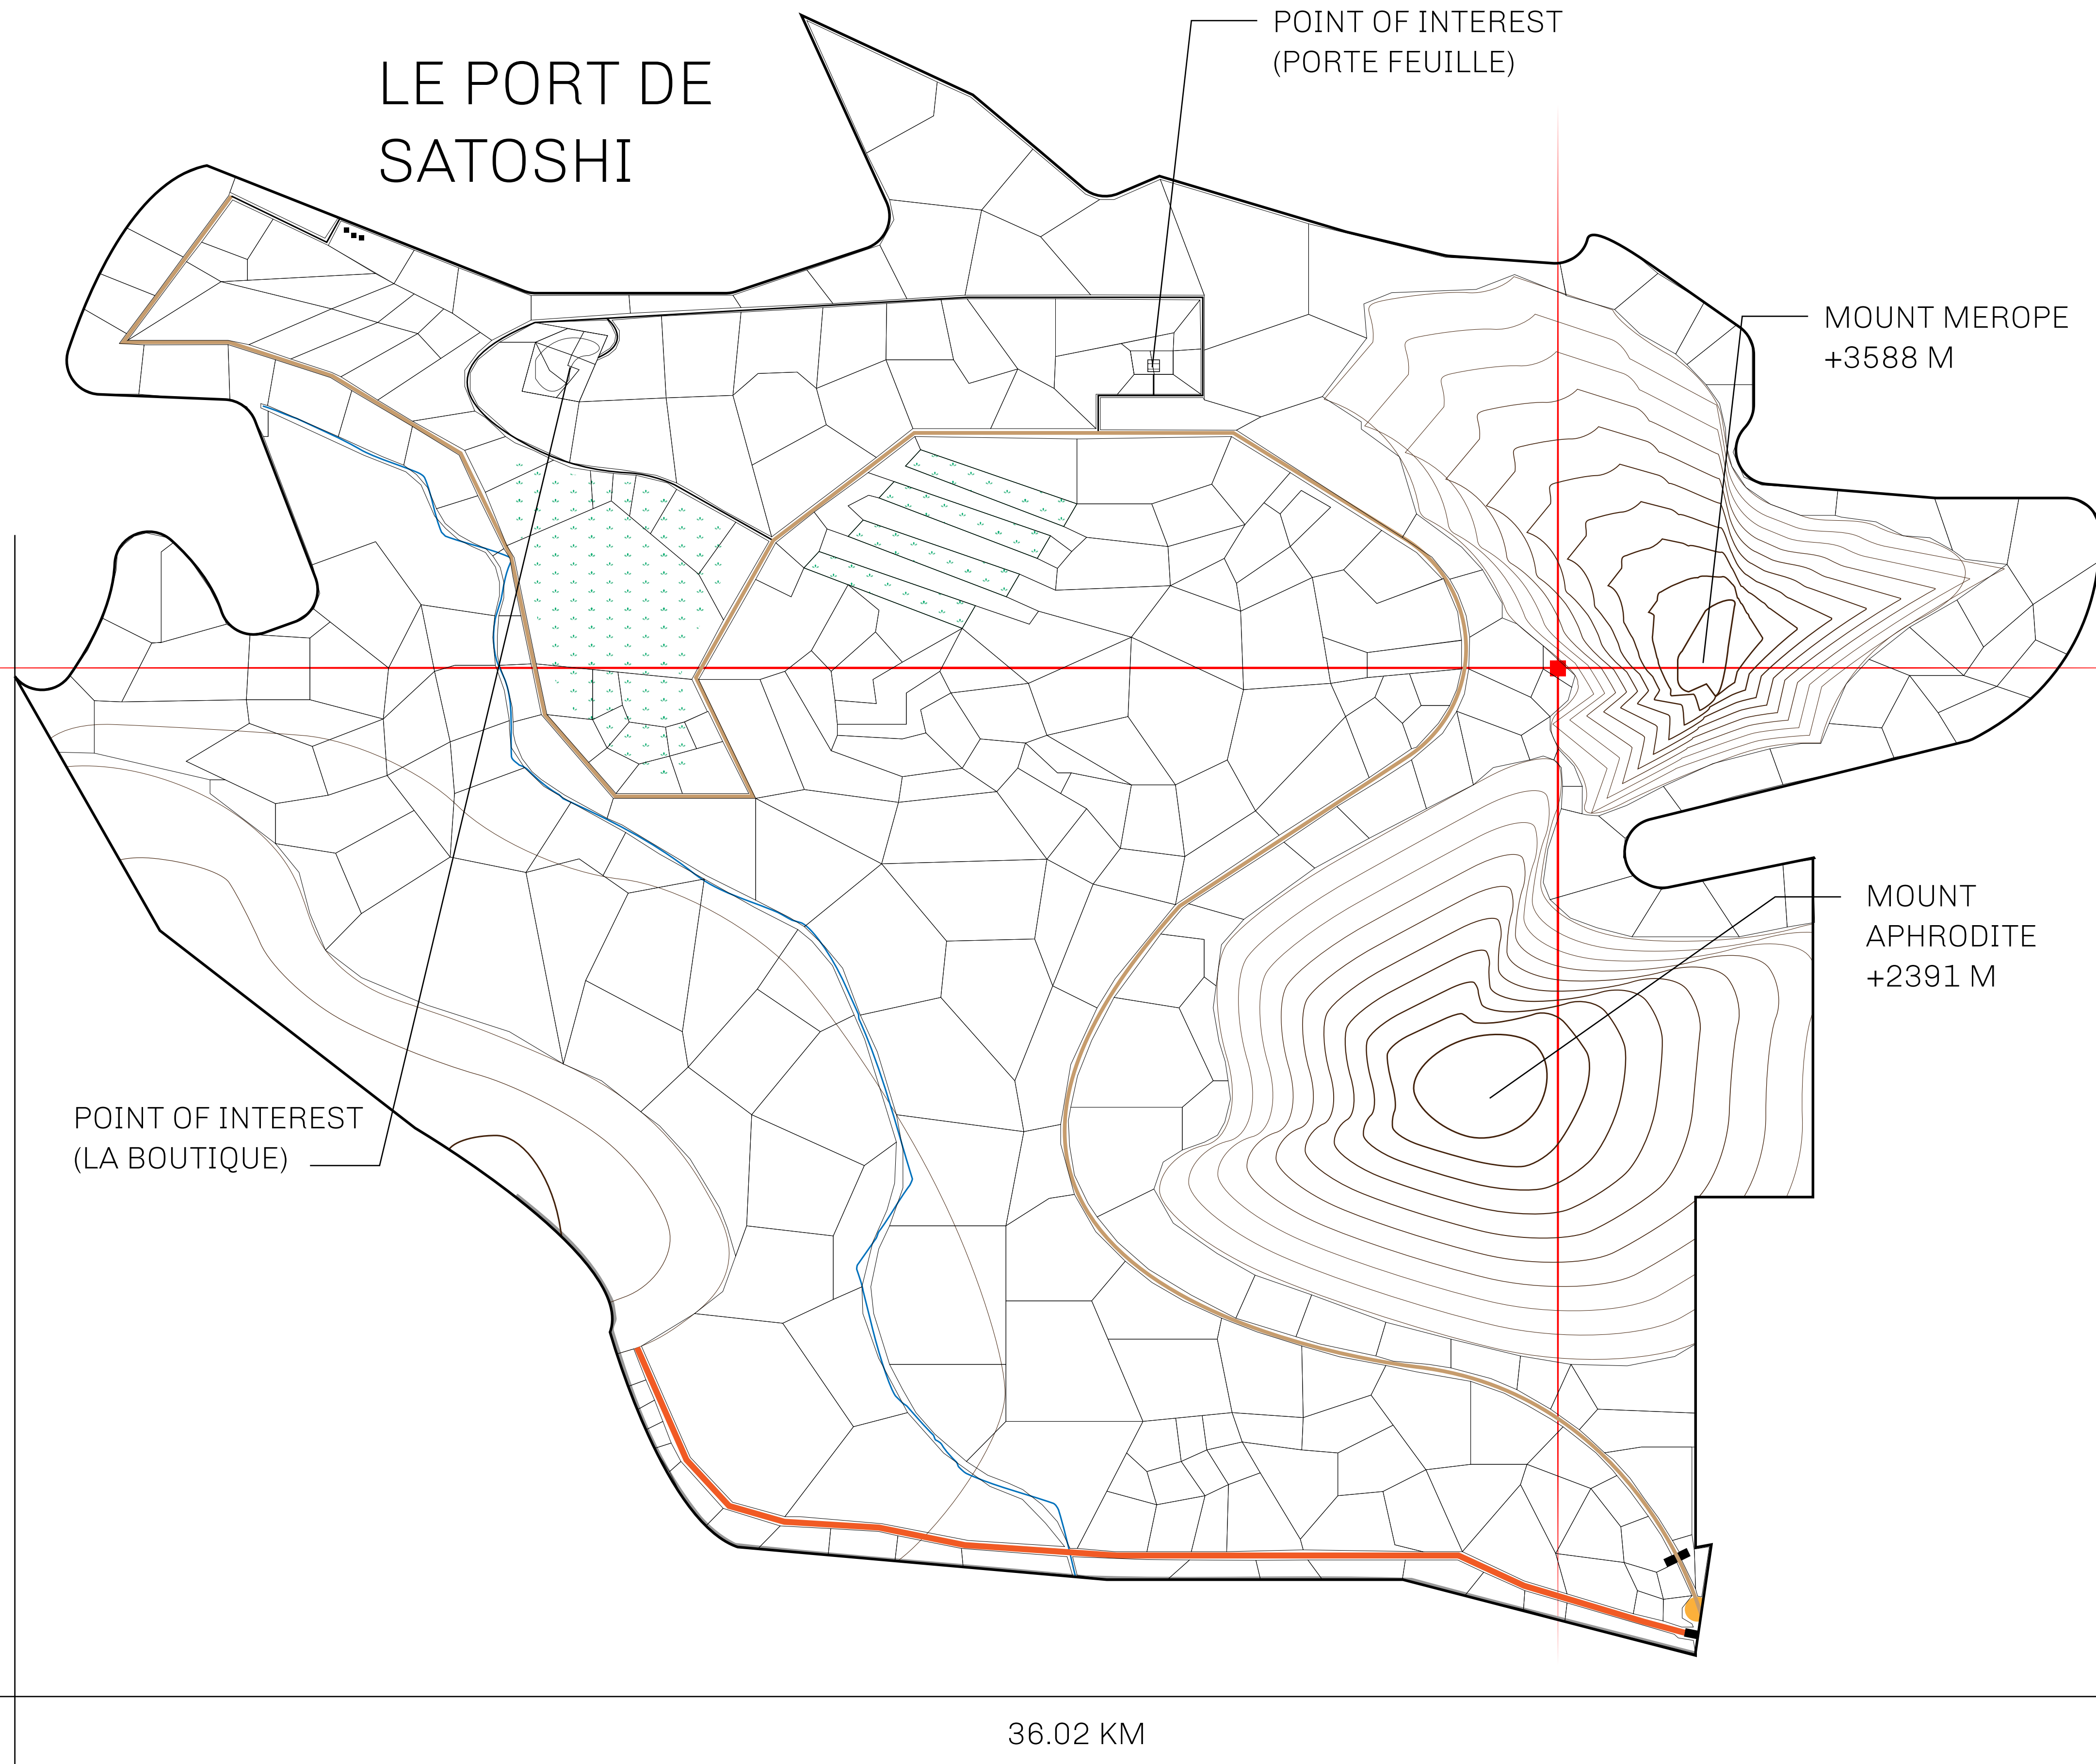 LE PORT DE
SATOSHI
POINT OF INTEREST
(PORTE FEUILLE)
MOUNT MEROPE
+3588 M
MOUNT
APHRODITE
+2391 M
POINT OF INTEREST
(LA BOUTIQUE)
36.02 KM